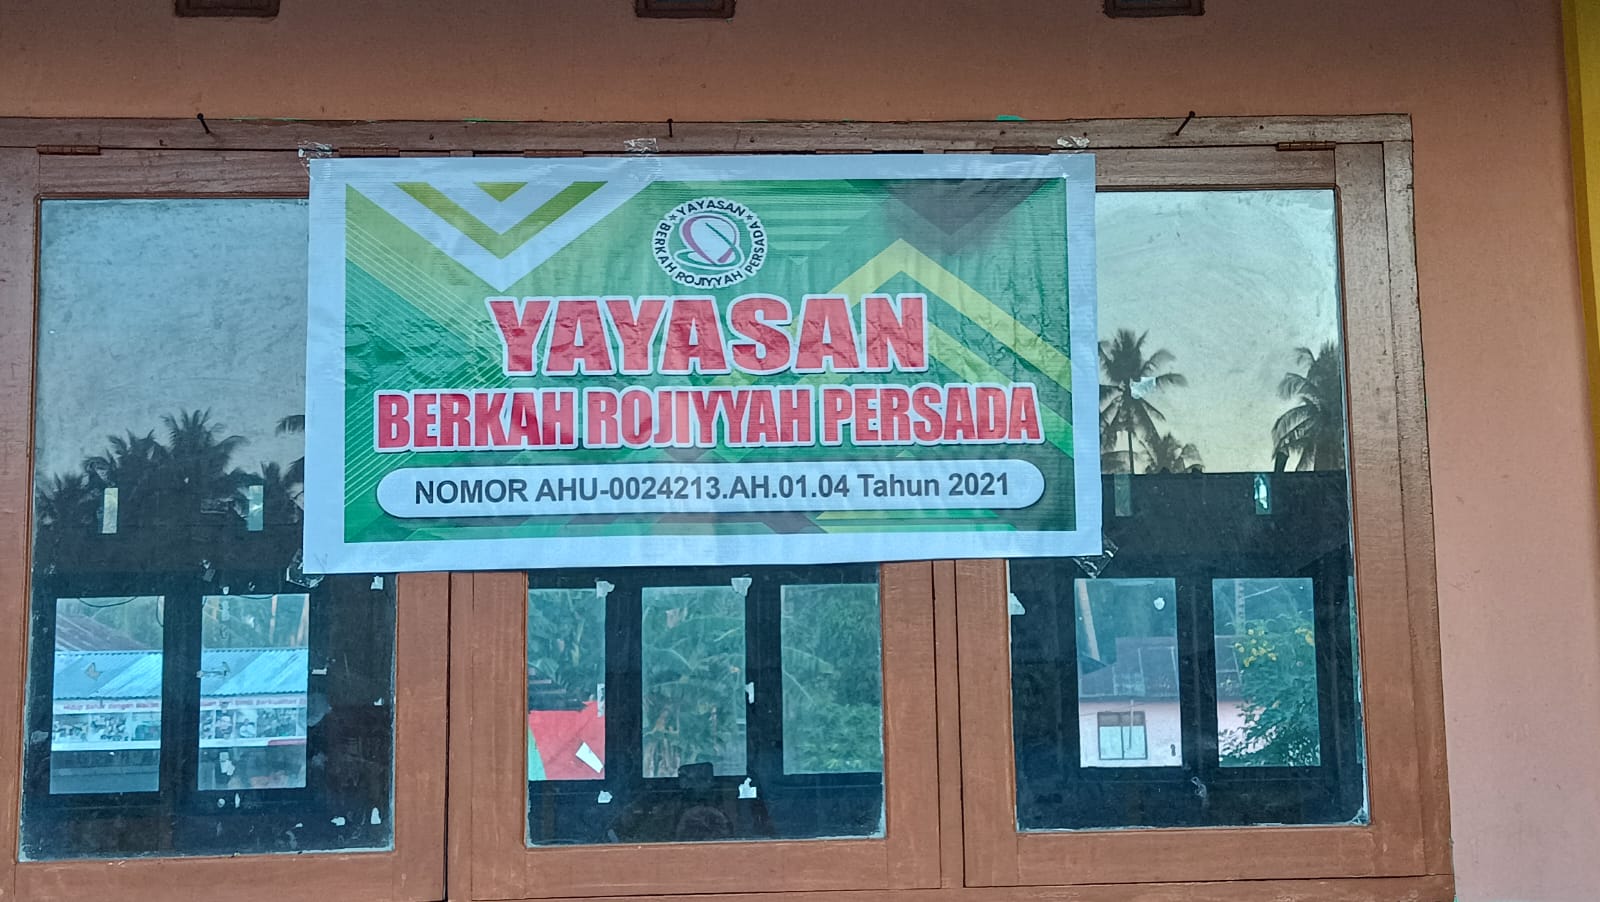 YAYASAN
BERKAH ROJIYYAH PERSADA
YAYASAN
BERKAH ROJIYYAH PERSADA
NOMOR AHU-0024213.AH.01.04 Tahun 2021